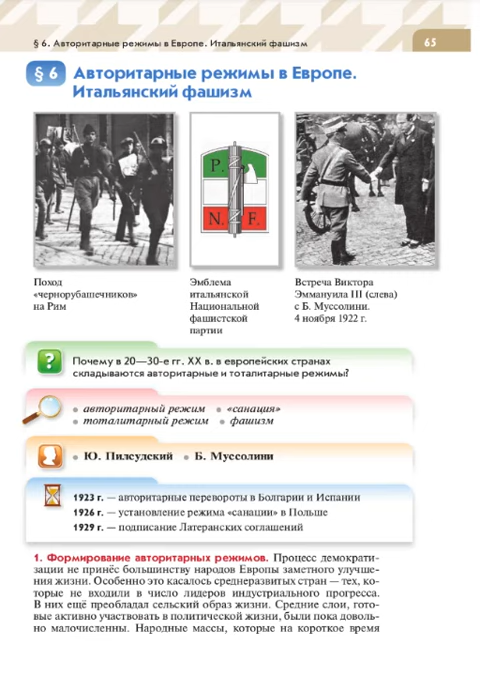 § 6. Авторитарные режимы в Европе. Итальянский фашизм
65
§ 6
Авторитарные режимы в Европе.
Итальянский фашизм
P.
N. F.
Поход
«чернорубашечников»
на Рим
Эмблема
итальянской
Национальной
фашистской
партии
Встреча Виктора
Эммануила III (слева)
с Б. Муссолини.
4 ноября 1922 г.
?
Почему в 20—30-е гг. XX в. в европейских странах
складываются авторитарные и тоталитарные режимы?
• авторитарный режим • «санация»
• тоталитарный режим • фашизм
• Ю. Пилсудский • Б. Муссолини
1923 г. — авторитарные перевороты в Болгарии и Испании
1926 г. — установление режима «санации» в Польше
1929 г. — подписание Латеранских соглашений
1. Формирование авторитарных режимов. Процесс демократи-
зации не принёс большинству народов Европы заметного улучше-
ния жизни. Особенно это касалось среднеразвитых стран — тех, ко-
торые не входили в число лидеров индустриального прогресса.
В них ещё преобладал сельский образ жизни. Средние слои, гото-
вые активно участвовать в политической жизни, были пока доволь-
но малочисленны. Народные массы, которые на короткое время